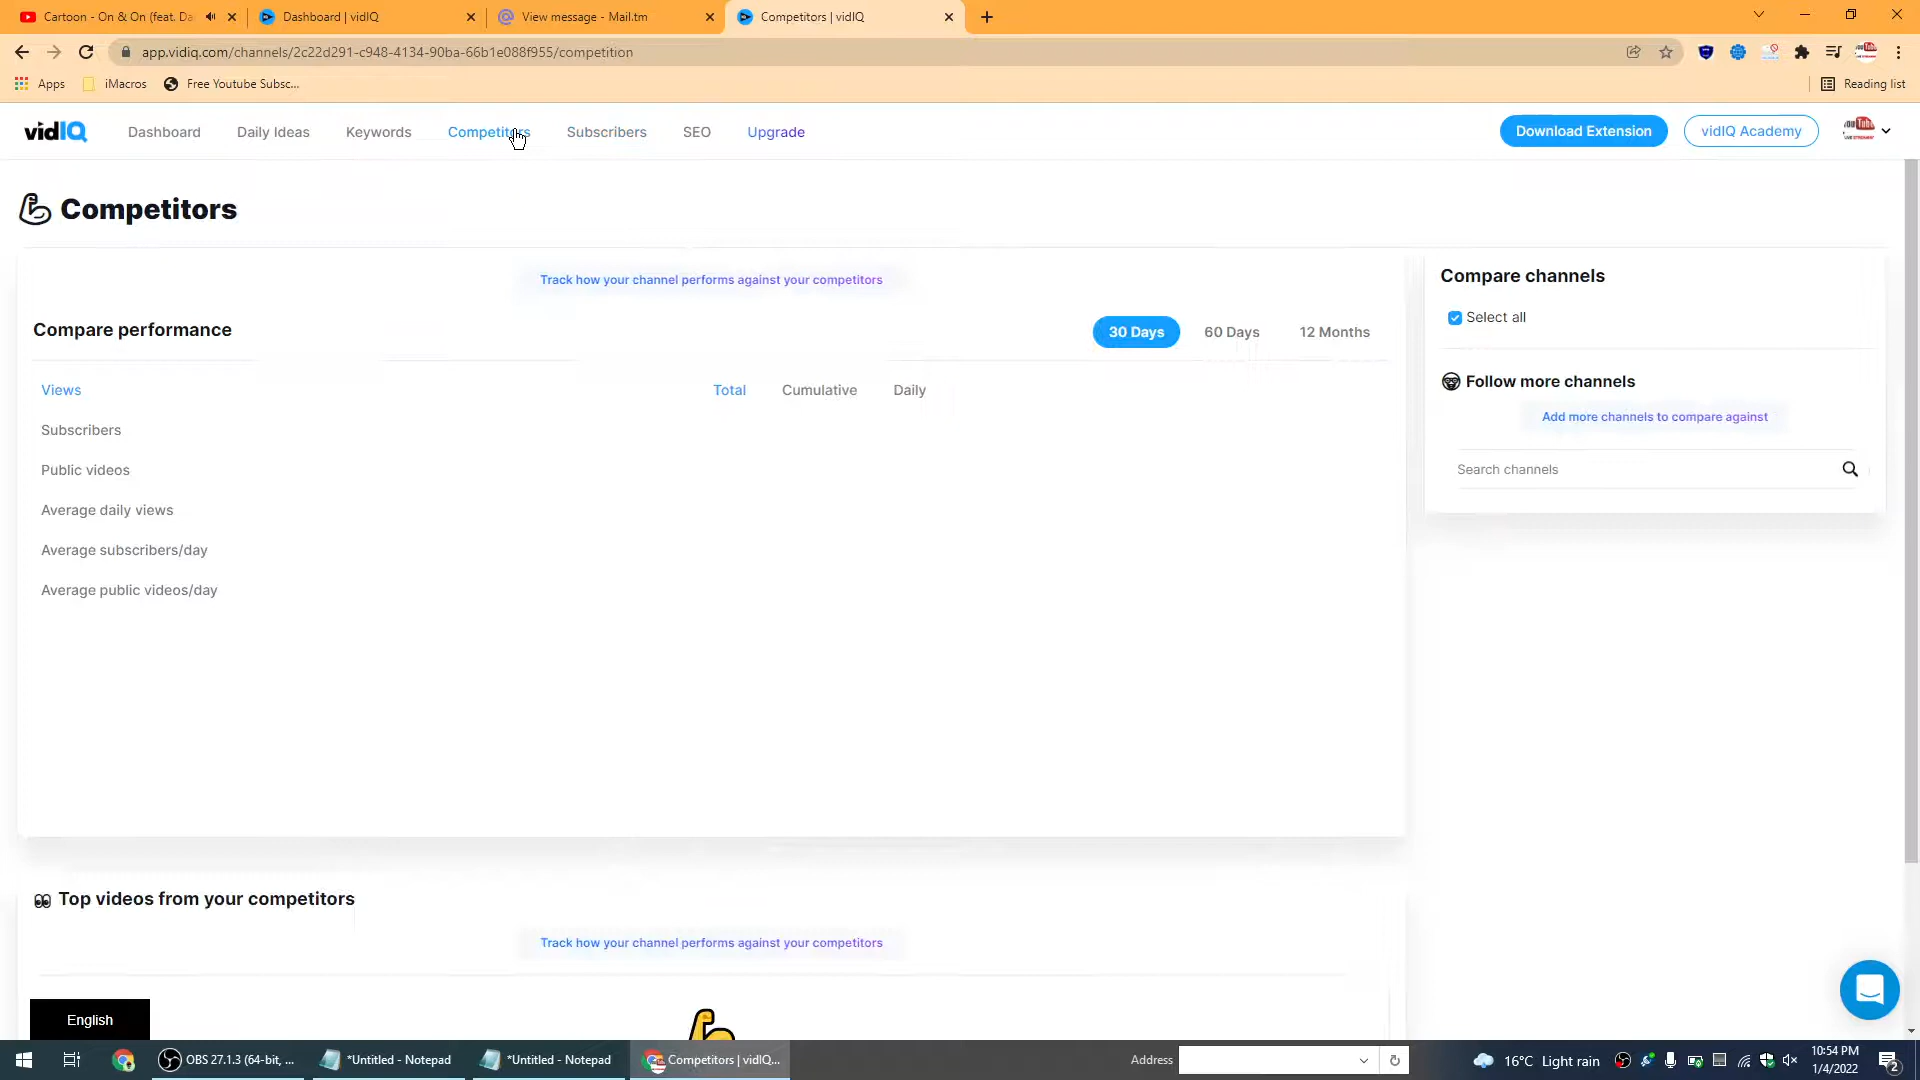 Cartoon - On & On (feat. Da
Dashboard | vidIQ
View message - Mail.tm
Competitors | vidIQ
app.vidiq.com/channels/2c22d291-c948-4134-90ba-66b1e088f955/competition
Apps
iMacros
Free Youtube Subsc...
Reading list
vidIQ
Dashboard
Daily Ideas
Keywords
Competitors
Subscribers
SEO
Upgrade
Download Extension
vidIQ Academy
Competitors
Track how your channel performs against your competitors
Compare performance
30 Days
60 Days
12 Months
Views
Total
Cumulative
Daily
Subscribers
Public videos
Average daily views
Average subscribers/day
Average public videos/day
Compare channels
Select all
Follow more channels
Add more channels to compare against
Search channels
Top videos from your competitors
Track how your channel performs against your competitors
English
OBS 27.1.3 (64-bit, ...
*Untitled - Notepad
*Untitled - Notepad
Competitors | vidIQ...
Address
16°C Light rain
10:54 PM
1/4/2022
2